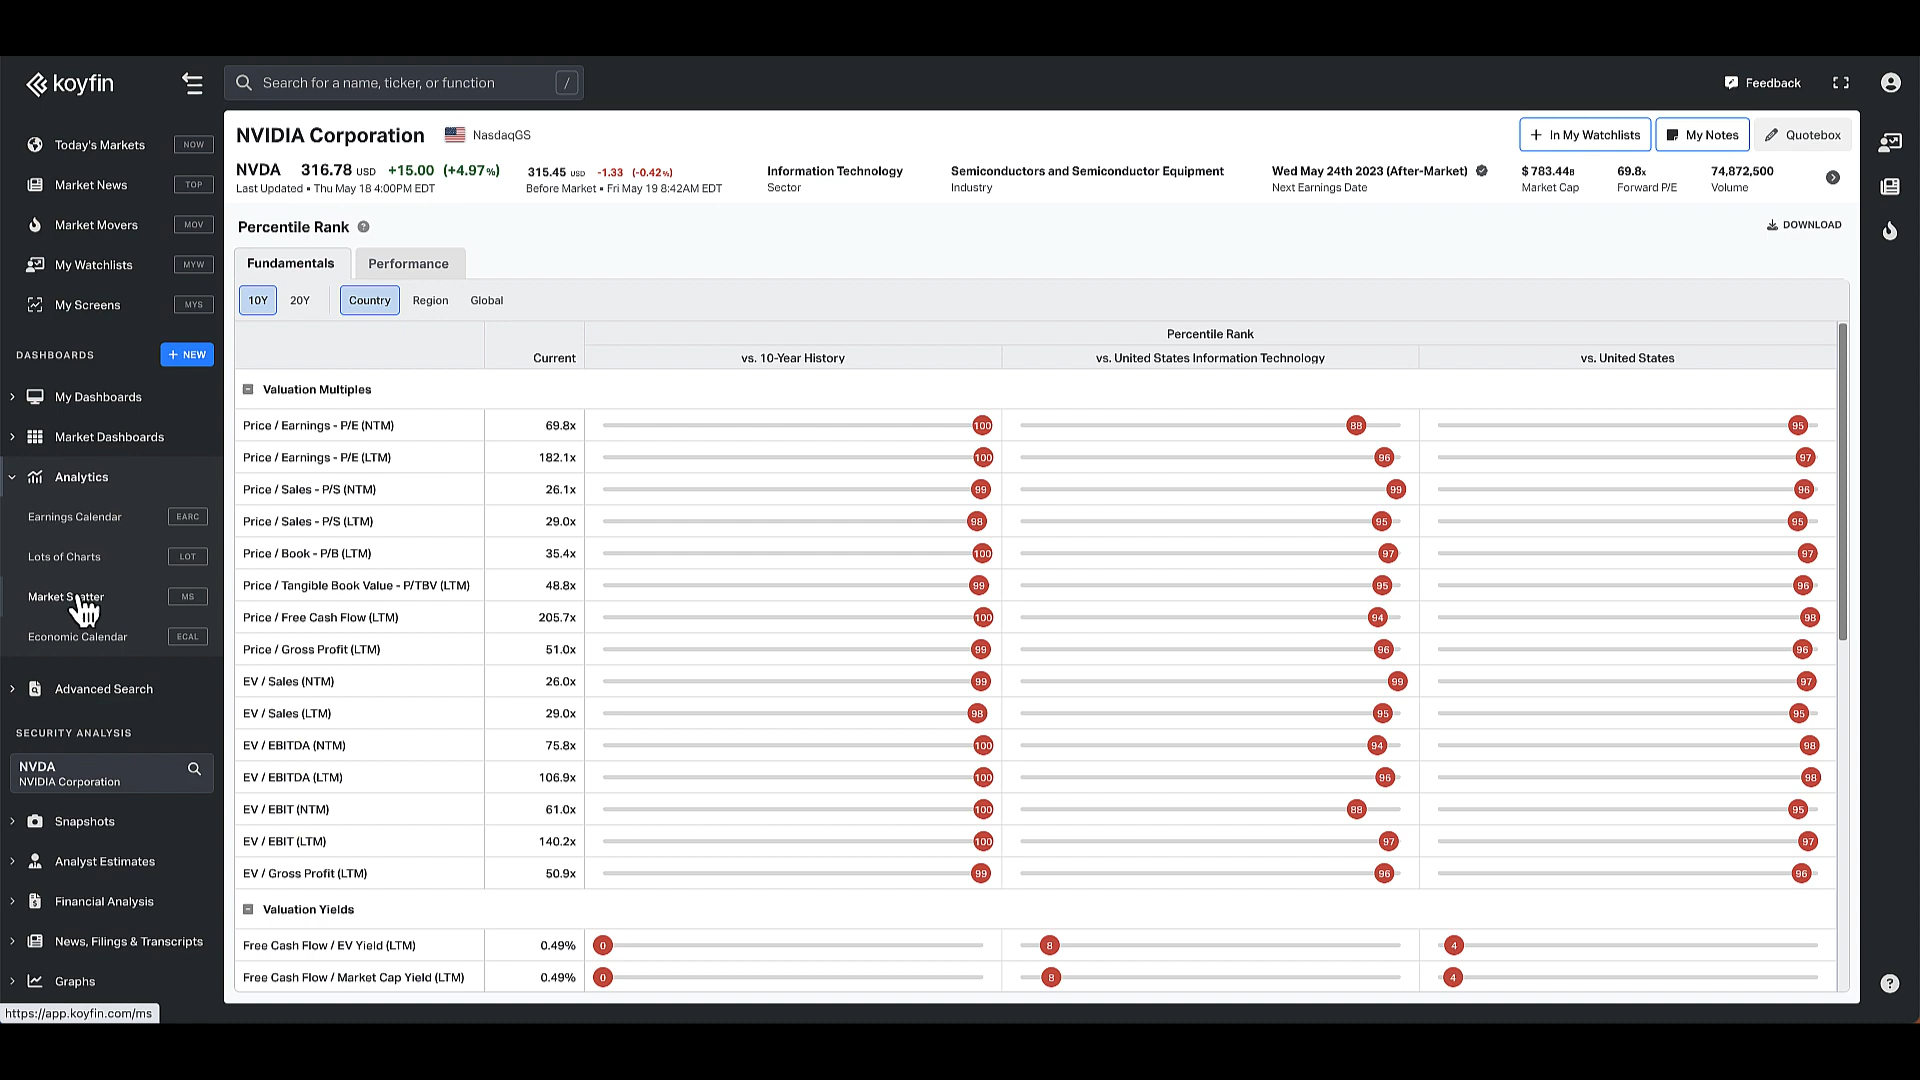 koyfin
Search for a name, ticker, or function /
Feedback
Today's Markets NOW
Market News TOP
Market Movers MOV
My Watchlists MYW
My Screens MYS
DASHBOARDS + NEW
My Dashboards
Market Dashboards
Analytics
Earnings Calendar EARC
Lots of Charts LOT
Market Scatter MS
Economic Calendar ECAL
Advanced Search
SECURITY ANALYSIS
NVDA
NVIDIA Corporation
Snapshots
Analyst Estimates
Financial Analysis
News, Filings & Transcripts
Graphs
https://app.koyfin.com/ms
NVIDIA Corporation NasdaqGS
+ In My Watchlists My Notes Quotebox
NVDA 316.78 USD +15.00 (+4.97%)
Last Updated • Thu May 18 4:00PM EDT
315.45 USD -1.33 (-0.42%)
Before Market • Fri May 19 8:42AM EDT
Information Technology
Sector
Semiconductors and Semiconductor Equipment
Industry
Wed May 24th 2023 (After-Market)
Next Earnings Date
$ 783.44B
Market Cap
69.8x
Forward P/E
74,872,500
Volume
Percentile Rank ?
DOWNLOAD
Fundamentals Performance
10Y 20Y Country Region Global
Percentile Rank
Current vs. 10-Year History vs. United States Information Technology vs. United States
Valuation Multiples
Price / Earnings - P/E (NTM) 69.8x 100 88 95
Price / Earnings - P/E (LTM) 182.1x 100 96 97
Price / Sales - P/S (NTM) 26.1x 99 99 96
Price / Sales - P/S (LTM) 29.0x 98 95 95
Price / Book - P/B (LTM) 35.4x 100 97 97
Price / Tangible Book Value - P/TBV (LTM) 48.8x 99 95 96
Price / Free Cash Flow (LTM) 205.7x 100 94 98
Price / Gross Profit (LTM) 51.0x 99 96 96
EV / Sales (NTM) 26.0x 99 99 97
EV / Sales (LTM) 29.0x 98 95 95
EV / EBITDA (NTM) 75.8x 100 94 98
EV / EBITDA (LTM) 106.9x 100 96 98
EV / EBIT (NTM) 61.0x 100 88 95
EV / EBIT (LTM) 140.2x 100 97 97
EV / Gross Profit (LTM) 50.9x 99 96 96
Valuation Yields
Free Cash Flow / EV Yield (LTM) 0.49% 0 8 4
Free Cash Flow / Market Cap Yield (LTM) 0.49% 0 8 4
?